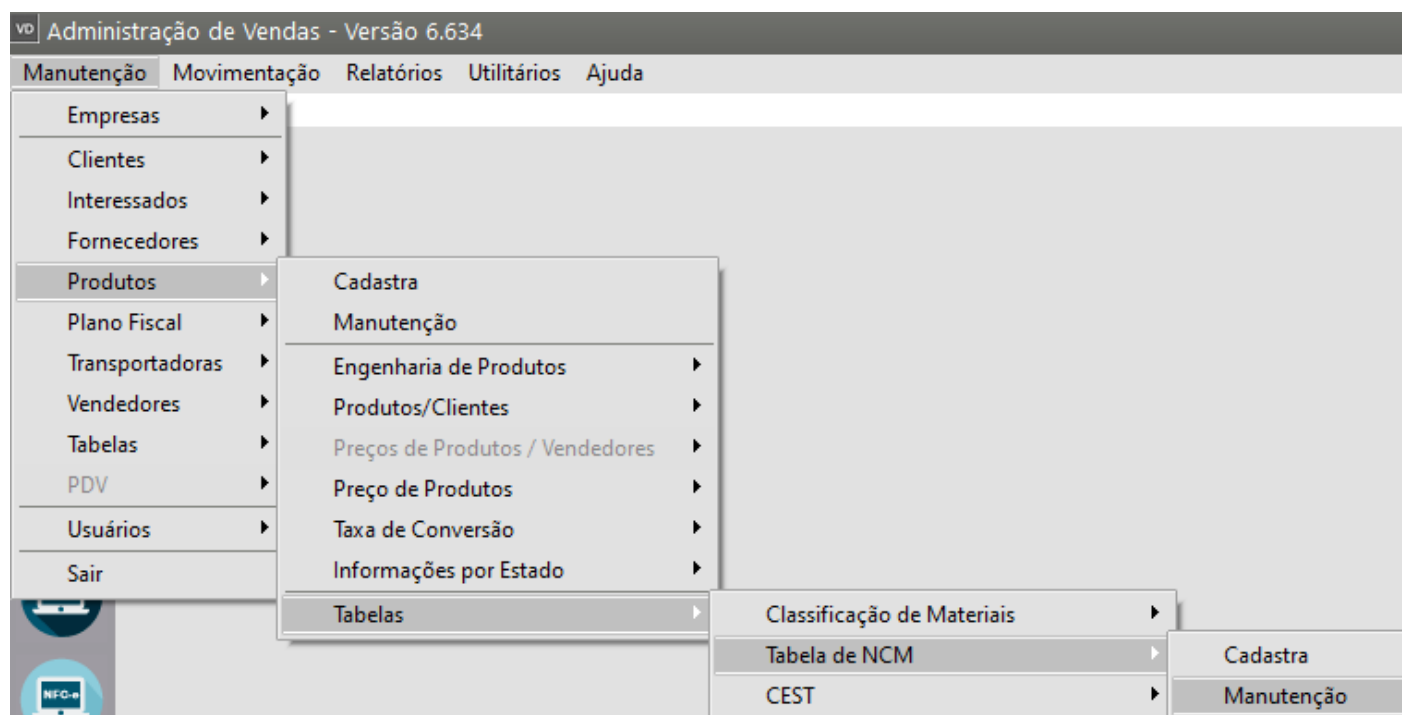 VD Administração de Vendas - Versão 6.634
Manutenção Movimentação Relatórios Utilitários Ajuda
Empresas
Clientes
Interessados
Fornecedores
Produtos
Plano Fiscal
Transportadoras
Vendedores
Tabelas
PDV
Usuários
Sair
Cadastra
Manutenção
Engenharia de Produtos
Produtos/Clientes
Preços de Produtos / Vendedores
Preço de Produtos
Taxa de Conversão
Informações por Estado
Tabelas
Classificação de Materiais
Tabela de NCM
CEST
Cadastra
Manutenção
NFC-e